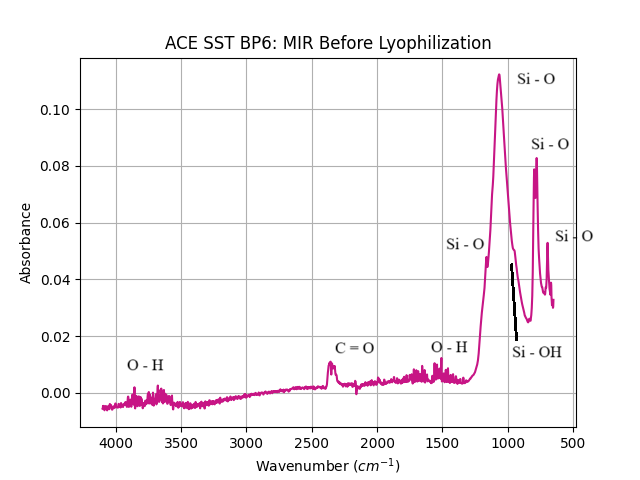 ACE SST BP6: MIR Before Lyophilization
Si - O
0.10
Si - O
0.08
0.06
Si - O
Si - O
0.04
0.02
C = O
O - H
Si - OH
O - H
0.00
Absorbance
4000 3500 3000 2500 2000 1500 1000 500
Wavenumber (cm⁻¹)